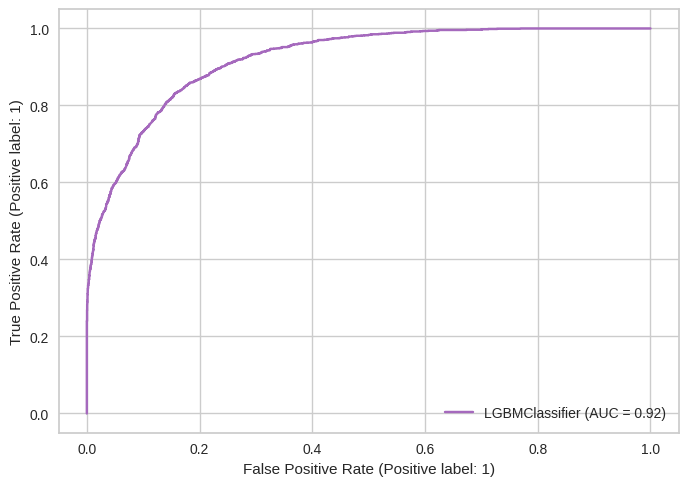 1.0
0.8
0.6
0.4
0.2
0.0
True Positive Rate (Positive label: 1)
LGBMClassifier (AUC = 0.92)
0.0 0.2 0.4 0.6 0.8 1.0
False Positive Rate (Positive label: 1)